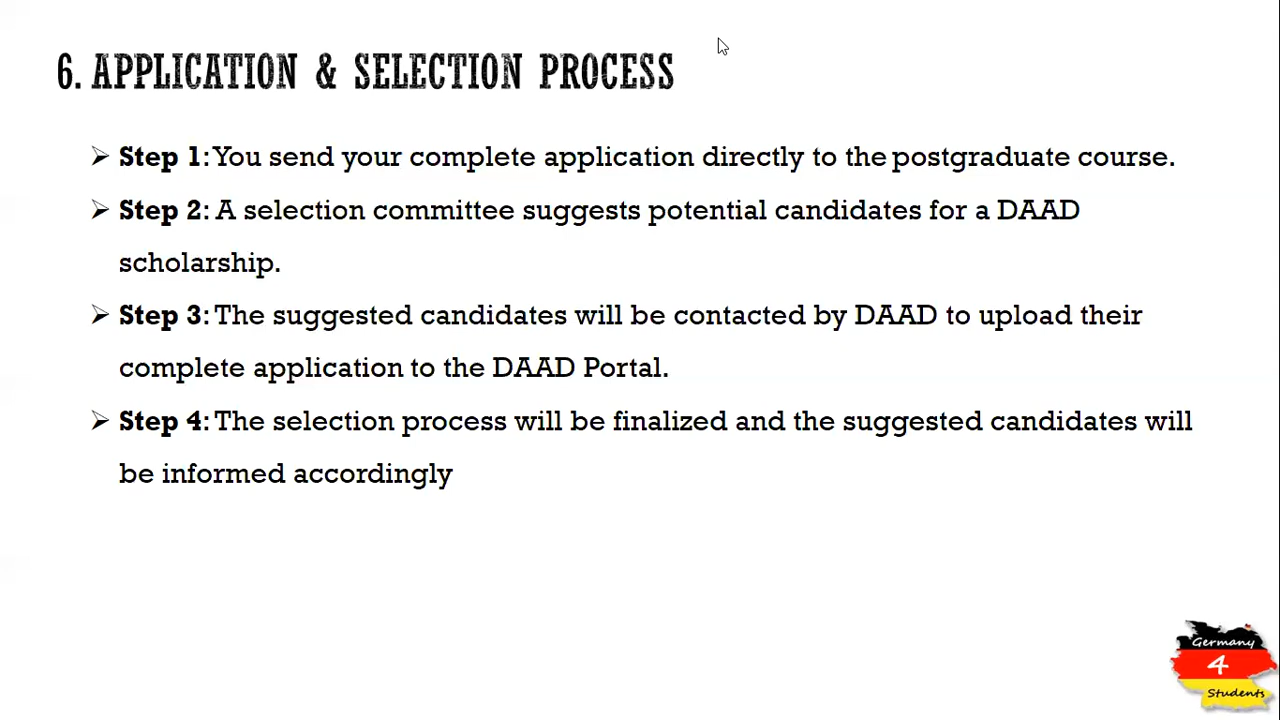 6. APPLICATION & SELECTION PROCESS
➢ Step 1: You send your complete application directly to the postgraduate course.
➢ Step 2: A selection committee suggests potential candidates for a DAAD
scholarship.
➢ Step 3: The suggested candidates will be contacted by DAAD to upload their
complete application to the DAAD Portal.
➢ Step 4: The selection process will be finalized and the suggested candidates will
be informed accordingly
Germany
4
Students